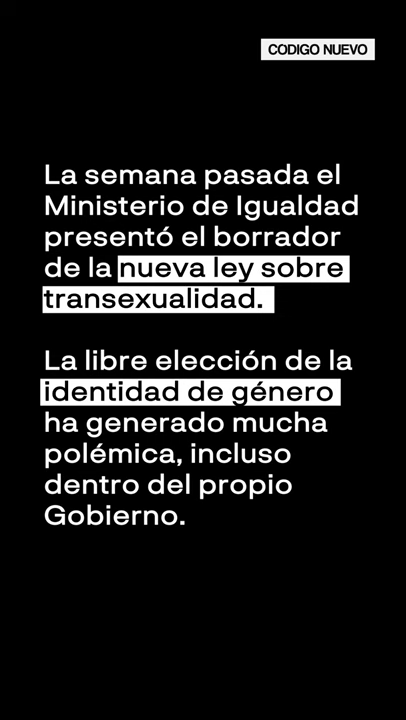 CODIGO NUEVO
La semana pasada el
Ministerio de Igualdad
presentó el borrador
de la nueva ley sobre
transexualidad.
La libre elección de la
identidad de género
ha generado mucha
polémica, incluso
dentro del propio
Gobierno.